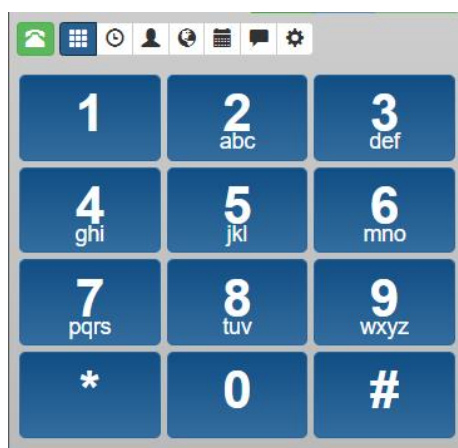 1 2 3
abc def
4 5 6
ghi jkl mno
7 8 9
pqrs tuv wxyz
* 0 #